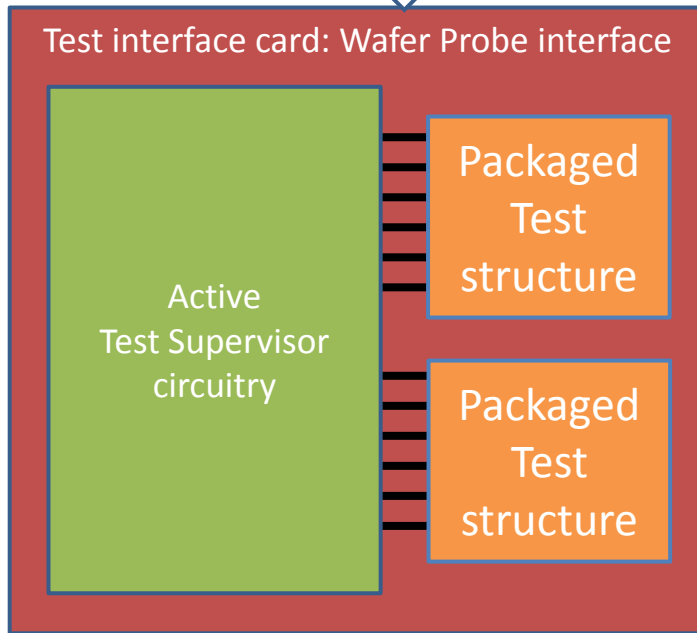 Test interface card: Wafer Probe interface
Active
Test Supervisor
circuitry
Packaged
Test
structure
Packaged
Test
structure